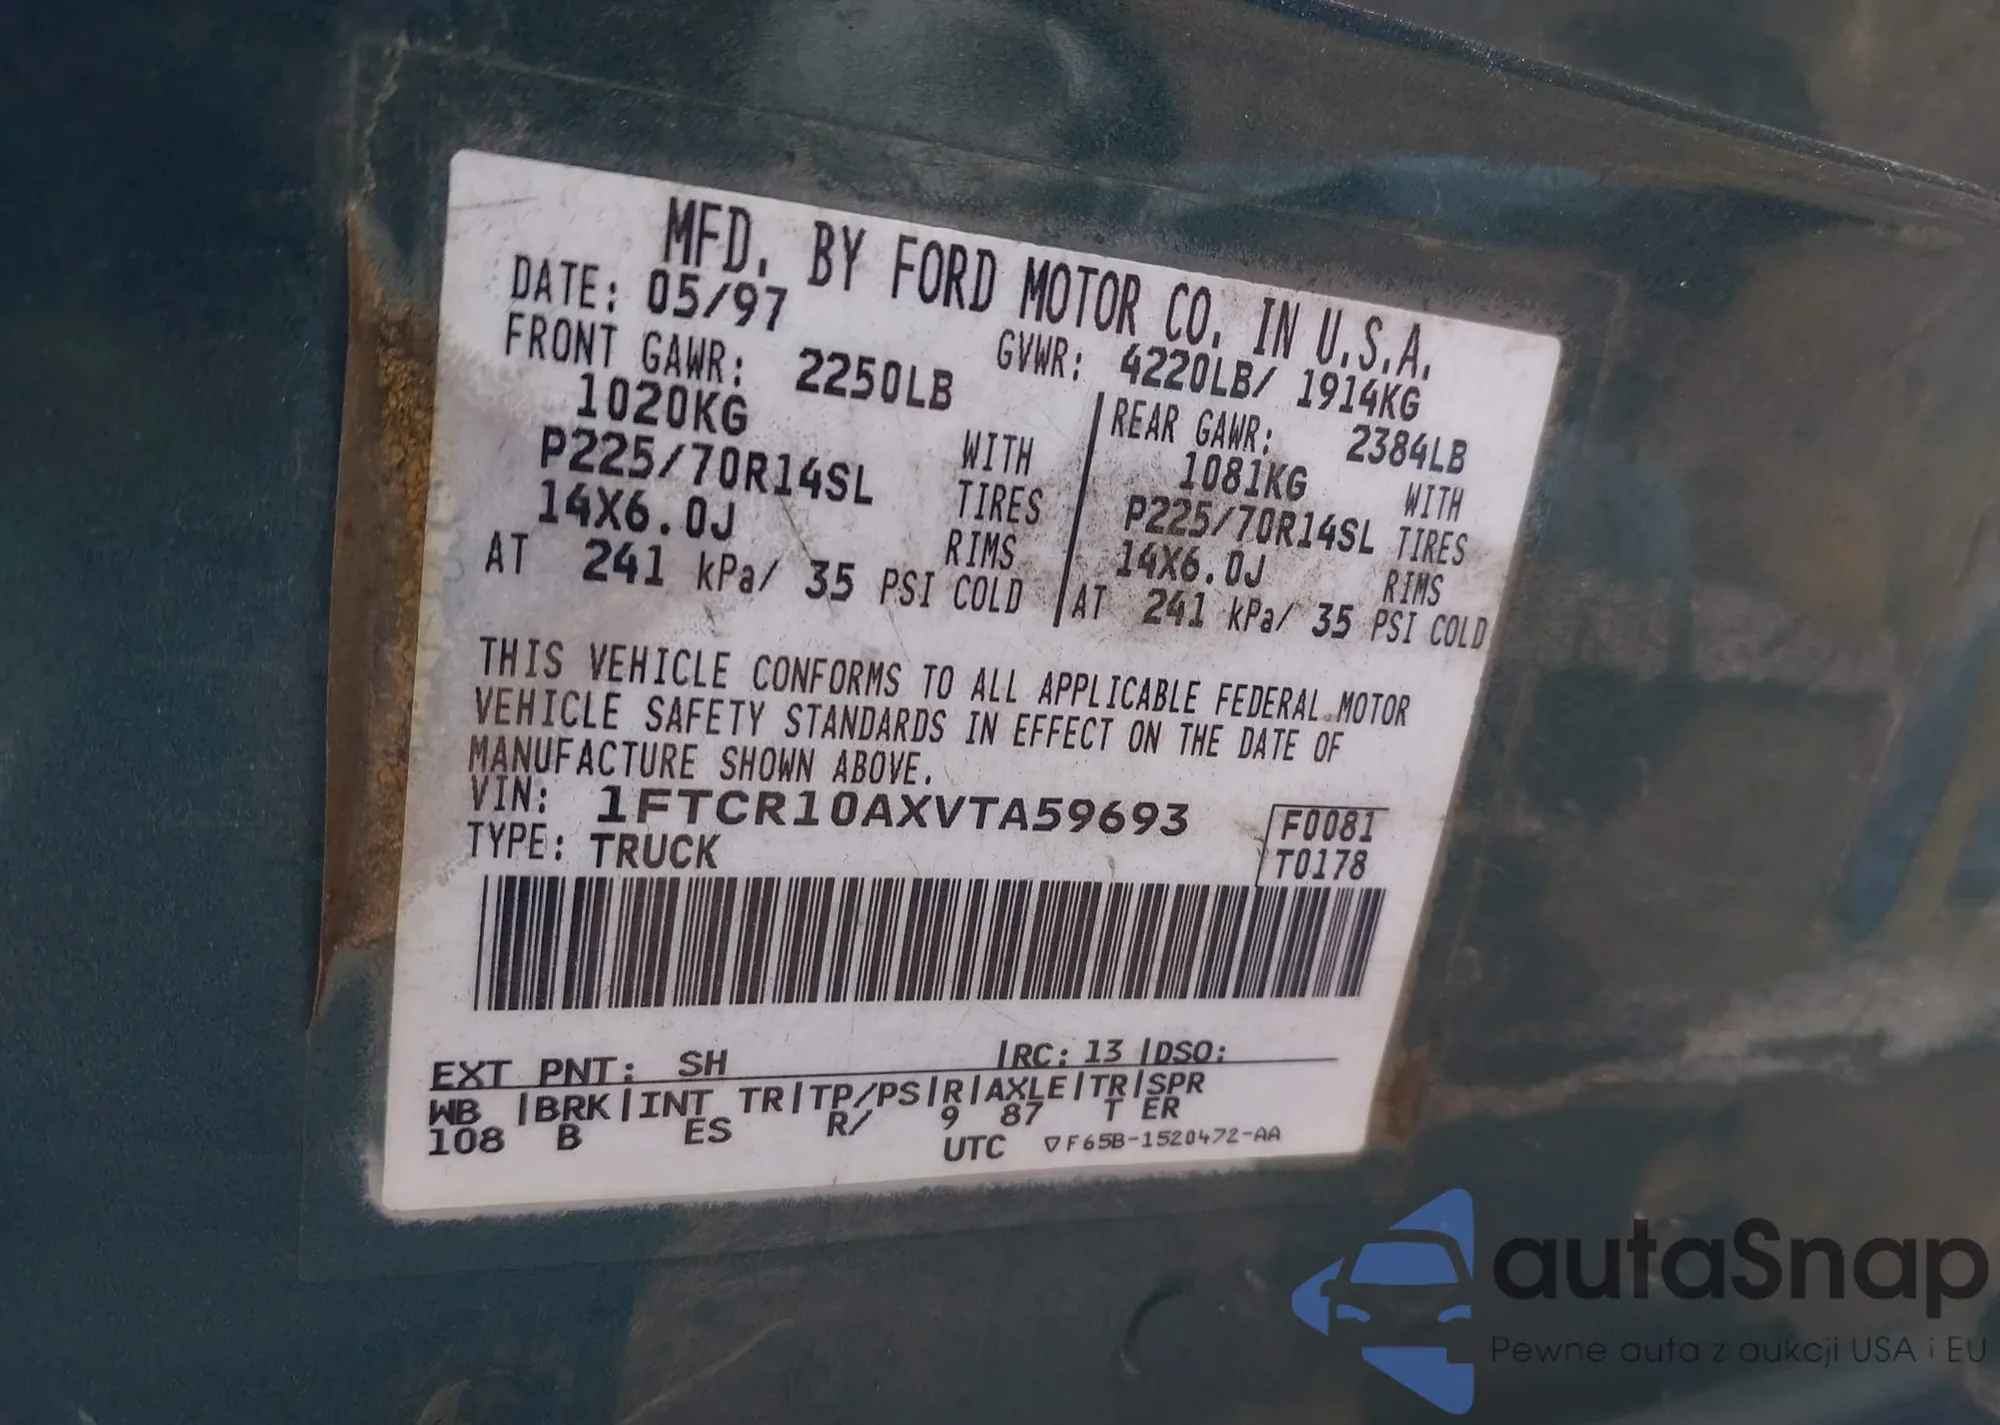 MFD. BY FORD MOTOR CO. IN U.S.A.
DATE: 05/97 GVWR: 4220LB/ 1914KG
FRONT GAWR: 2250LB REAR GAWR: 2384LB
1020KG WITH 1081KG WITH
P225/70R14SL TIRES P225/70R14SL TIRES
14X6.0J RIMS 14X6.0J RIMS
AT 241 kPa/ 35 PSI COLD AT 241 kPa/ 35 PSI COLD
THIS VEHICLE CONFORMS TO ALL APPLICABLE FEDERAL MOTOR
VEHICLE SAFETY STANDARDS IN EFFECT ON THE DATE OF
MANUFACTURE SHOWN ABOVE.
VIN: 1FTCR10AXVTA59693 F0081
TYPE: TRUCK T0178
EXT PNT: SH |RC: 13 |DSO:
WB |BRK|INT TR|TP/PS|R|AXLE|TR|SPR
108 B ES R/ 9 87 T ER
UTC ▽F65B-1520472-AA
autaSnap
Pewne auta z aukcji USA i EU